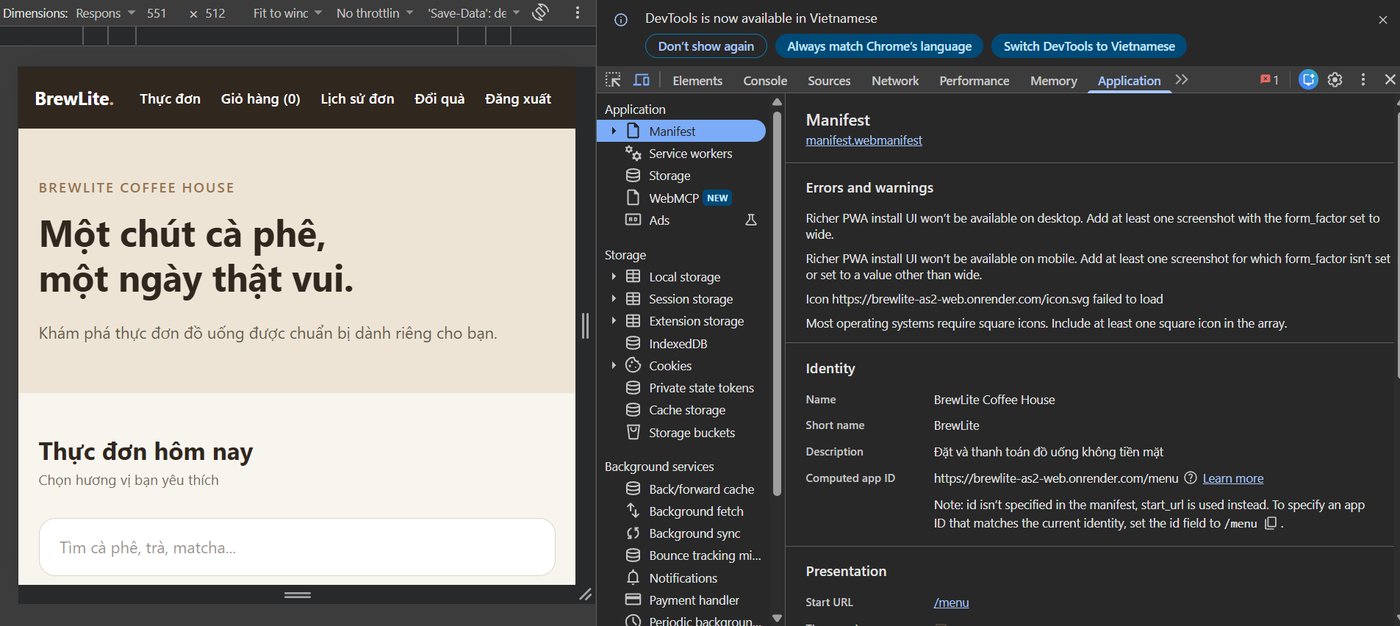 Dimensions: Respons 551 × 512 Fit to winc No throttlin 'Save-Data': de
BrewLite. Thực đơn Giỏ hàng (0) Lịch sử đơn Đổi quà Đăng xuất
BREWLITE COFFEE HOUSE
Một chút cà phê,
một ngày thật vui.
Khám phá thực đơn đồ uống được chuẩn bị dành riêng cho bạn.
Thực đơn hôm nay
Chọn hương vị bạn yêu thích
Tìm cà phê, trà, matcha...
DevTools is now available in Vietnamese
Don't show again Always match Chrome's language Switch DevTools to Vietnamese
Elements Console Sources Network Performance Memory Application 1
Application
Manifest
Service workers
Storage
WebMCP NEW
Ads
Storage
Local storage
Session storage
Extension storage
IndexedDB
Cookies
Private state tokens
Cache storage
Storage buckets
Background services
Back/forward cache
Background fetch
Background sync
Bounce tracking mi...
Notifications
Payment handler
Periodic backgroun...
Manifest
manifest.webmanifest
Errors and warnings
Richer PWA install UI won't be available on desktop. Add at least one screenshot with the form_factor set to
wide.
Richer PWA install UI won't be available on mobile. Add at least one screenshot for which form_factor isn't set
or set to a value other than wide.
Icon https://brewlite-as2-web.onrender.com/icon.svg failed to load
Most operating systems require square icons. Include at least one square icon in the array.
Identity
Name BrewLite Coffee House
Short name BrewLite
Description Đặt và thanh toán đồ uống không tiền mặt
Computed app ID https://brewlite-as2-web.onrender.com/menu Learn more
Note: id isn't specified in the manifest, start_url is used instead. To specify an app
ID that matches the current identity, set the id field to /menu .
Presentation
Start URL /menu